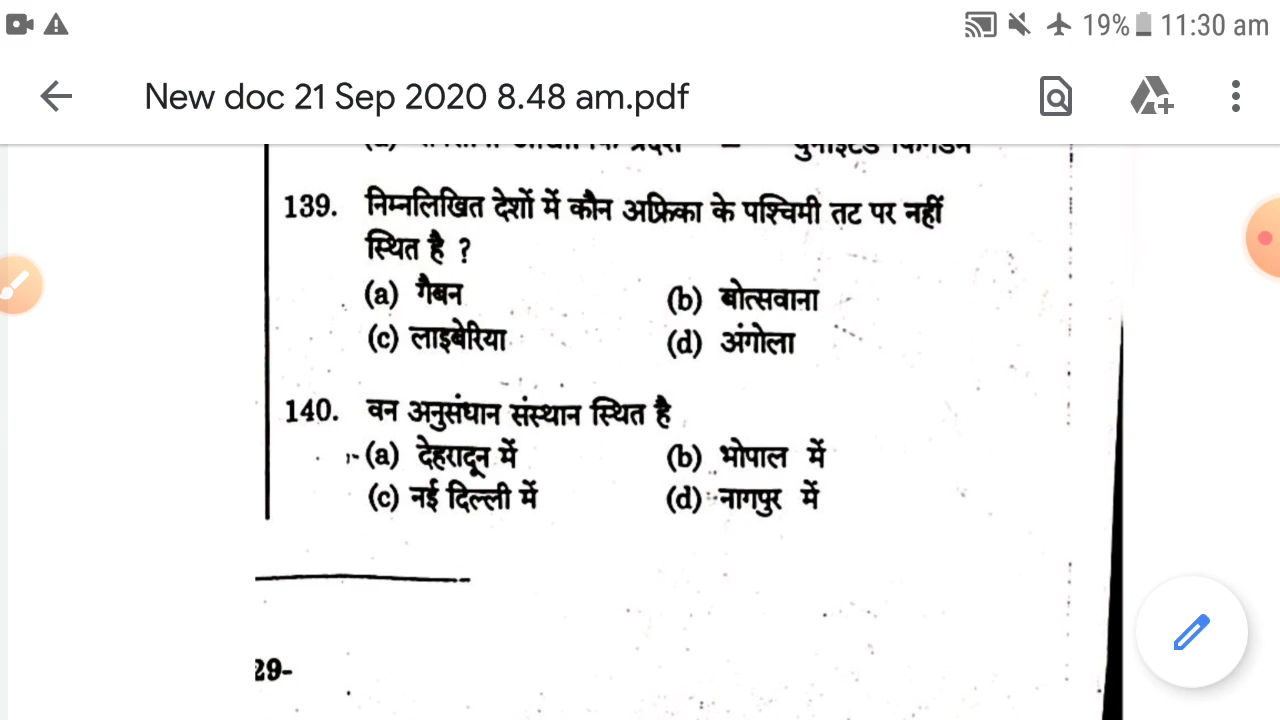 19% 11:30 am
New doc 21 Sep 2020 8.48 am.pdf
139. निम्नलिखित देशों में कौन अफ्रिका के पश्चिमी तट पर नहीं
स्थित है ?
(a) गैबन (b) बोत्सवाना
(c) लाइबेरिया (d) अंगोला
140. वन अनुसंधान संस्थान स्थित है
(a) देहरादून में (b) भोपाल में
(c) नई दिल्ली में (d) नागपुर में
29-